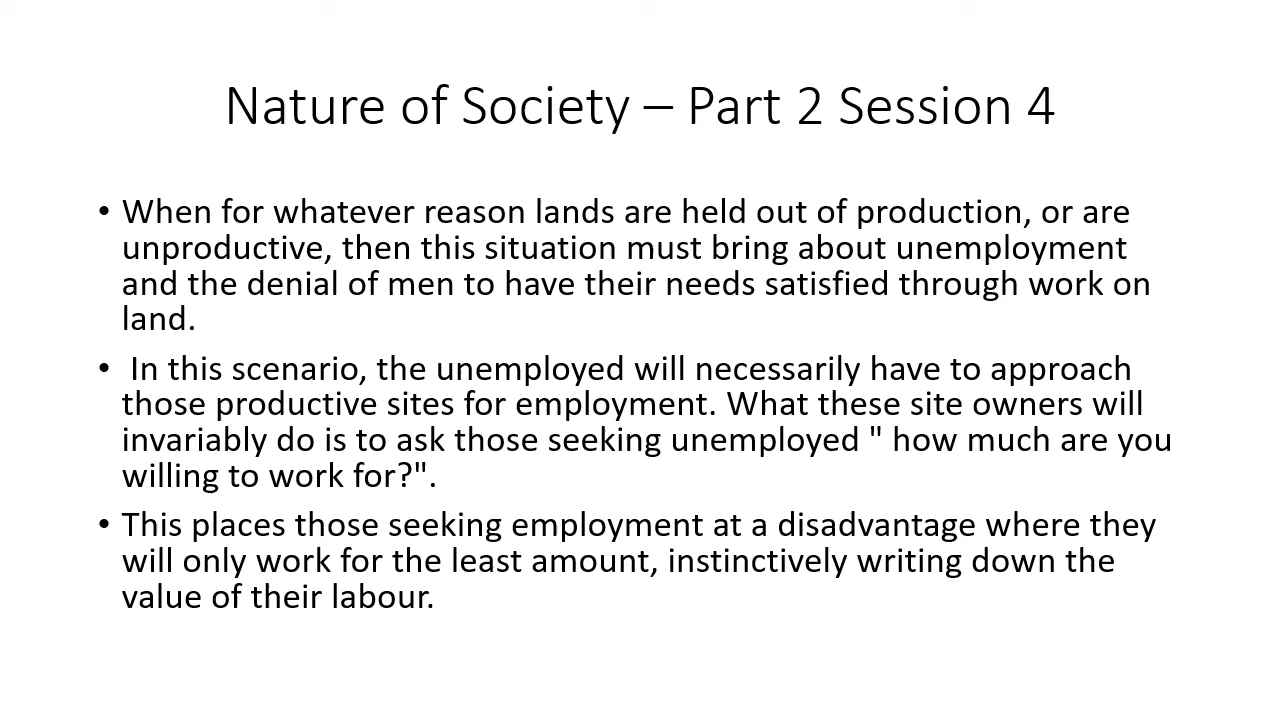 Nature of Society – Part 2 Session 4
• When for whatever reason lands are held out of production, or are
unproductive, then this situation must bring about unemployment
and the denial of men to have their needs satisfied through work on
land.
• In this scenario, the unemployed will necessarily have to approach
those productive sites for employment. What these site owners will
invariably do is to ask those seeking unemployed " how much are you
willing to work for?".
• This places those seeking employment at a disadvantage where they
will only work for the least amount, instinctively writing down the
value of their labour.